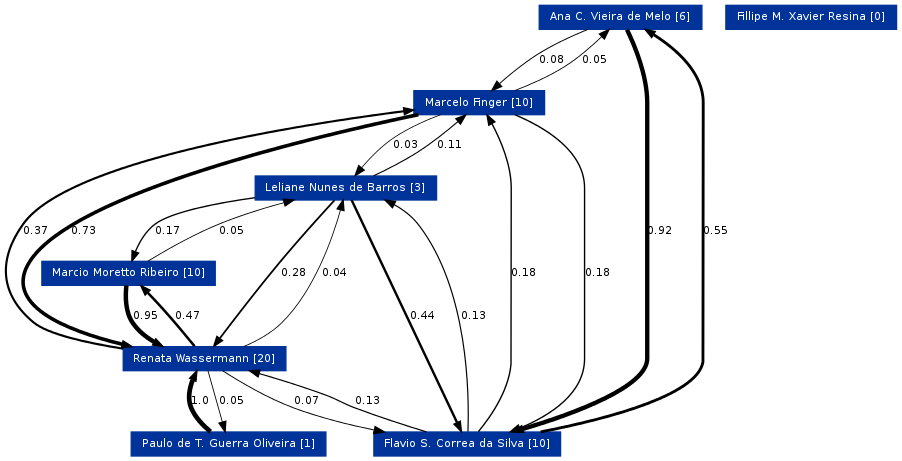 Ana C. Vieira de Melo [6]
Fillipe M. Xavier Resina [0]
0.08
0.05
Marcelo Finger [10]
0.03
0.11
Leliane Nunes de Barros [3]
0.37
0.73
0.17
0.05
0.92
0.55
Marcio Moretto Ribeiro [10]
0.28
0.04
0.18
0.18
0.95
0.47
0.44
0.13
Renata Wassermann [20]
1.0
0.05
0.07
0.13
Paulo de T. Guerra Oliveira [1]
Flavio S. Correa da Silva [10]